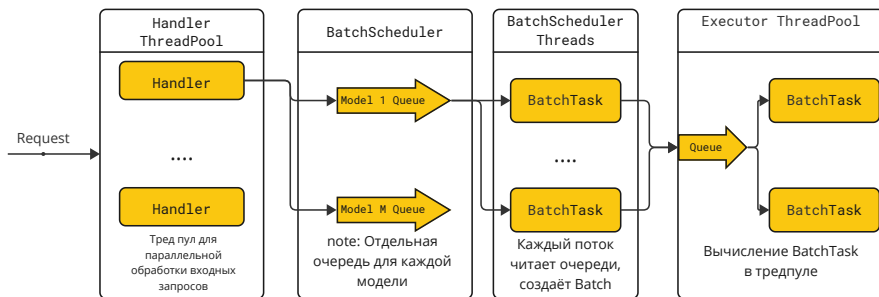 Request
Handler
ThreadPool
Handler
....
Handler
Тред пул для
параллельной
обработки входных
запросов
BatchScheduler
Model 1 Queue
Model M Queue
note: Отдельная
очередь для каждой
модели
BatchScheduler
Threads
BatchTask
....
BatchTask
Каждый поток
читает очереди,
создаёт Batch
Executor ThreadPool
Queue
BatchTask
BatchTask
Вычисление BatchTask
в тредпуле